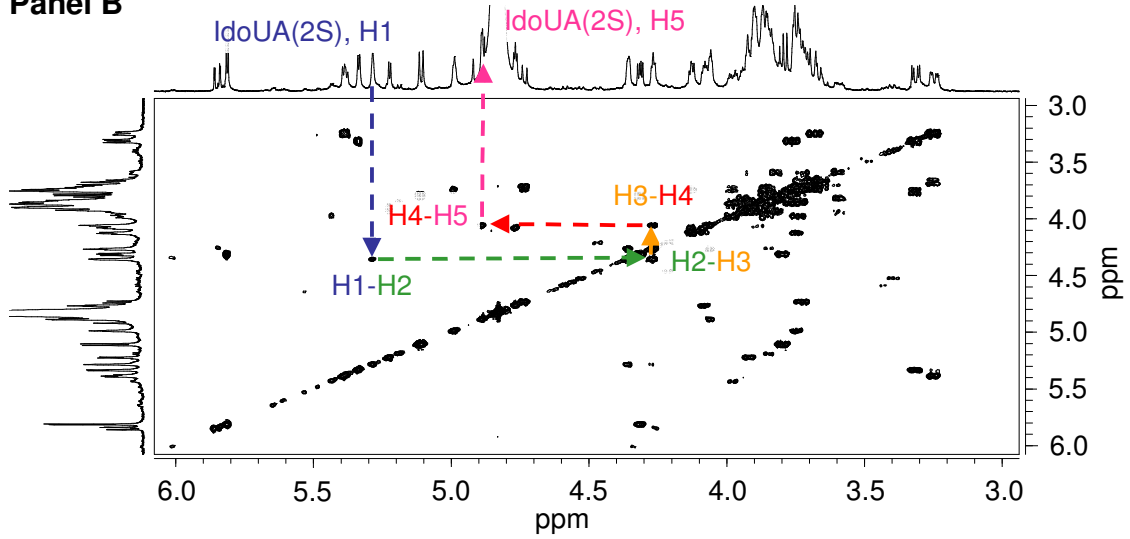 Panel B
IdoUA(2S), H1
IdoUA(2S), H5
3.0
3.5
H3-H4
4.0
H4-H5
H2-H3
4.5
H1-H2
ppm
5.0
5.5
6.0
6.0 5.5 5.0 4.5 4.0 3.5 3.0
ppm